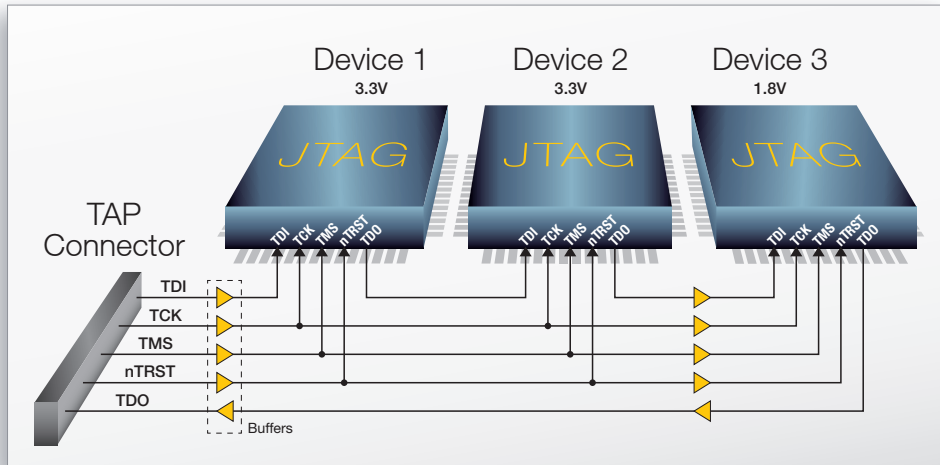 Device 1
3.3V
Device 2
3.3V
Device 3
1.8V
JTAG
JTAG
JTAG
TDI
TCK
TMS
nTRST
TDO
TDI
TCK
TMS
nTRST
TDO
TDI
TCK
TMS
nTRST
TDO
TAP
Connector
TDI
TCK
TMS
nTRST
TDO
Buffers